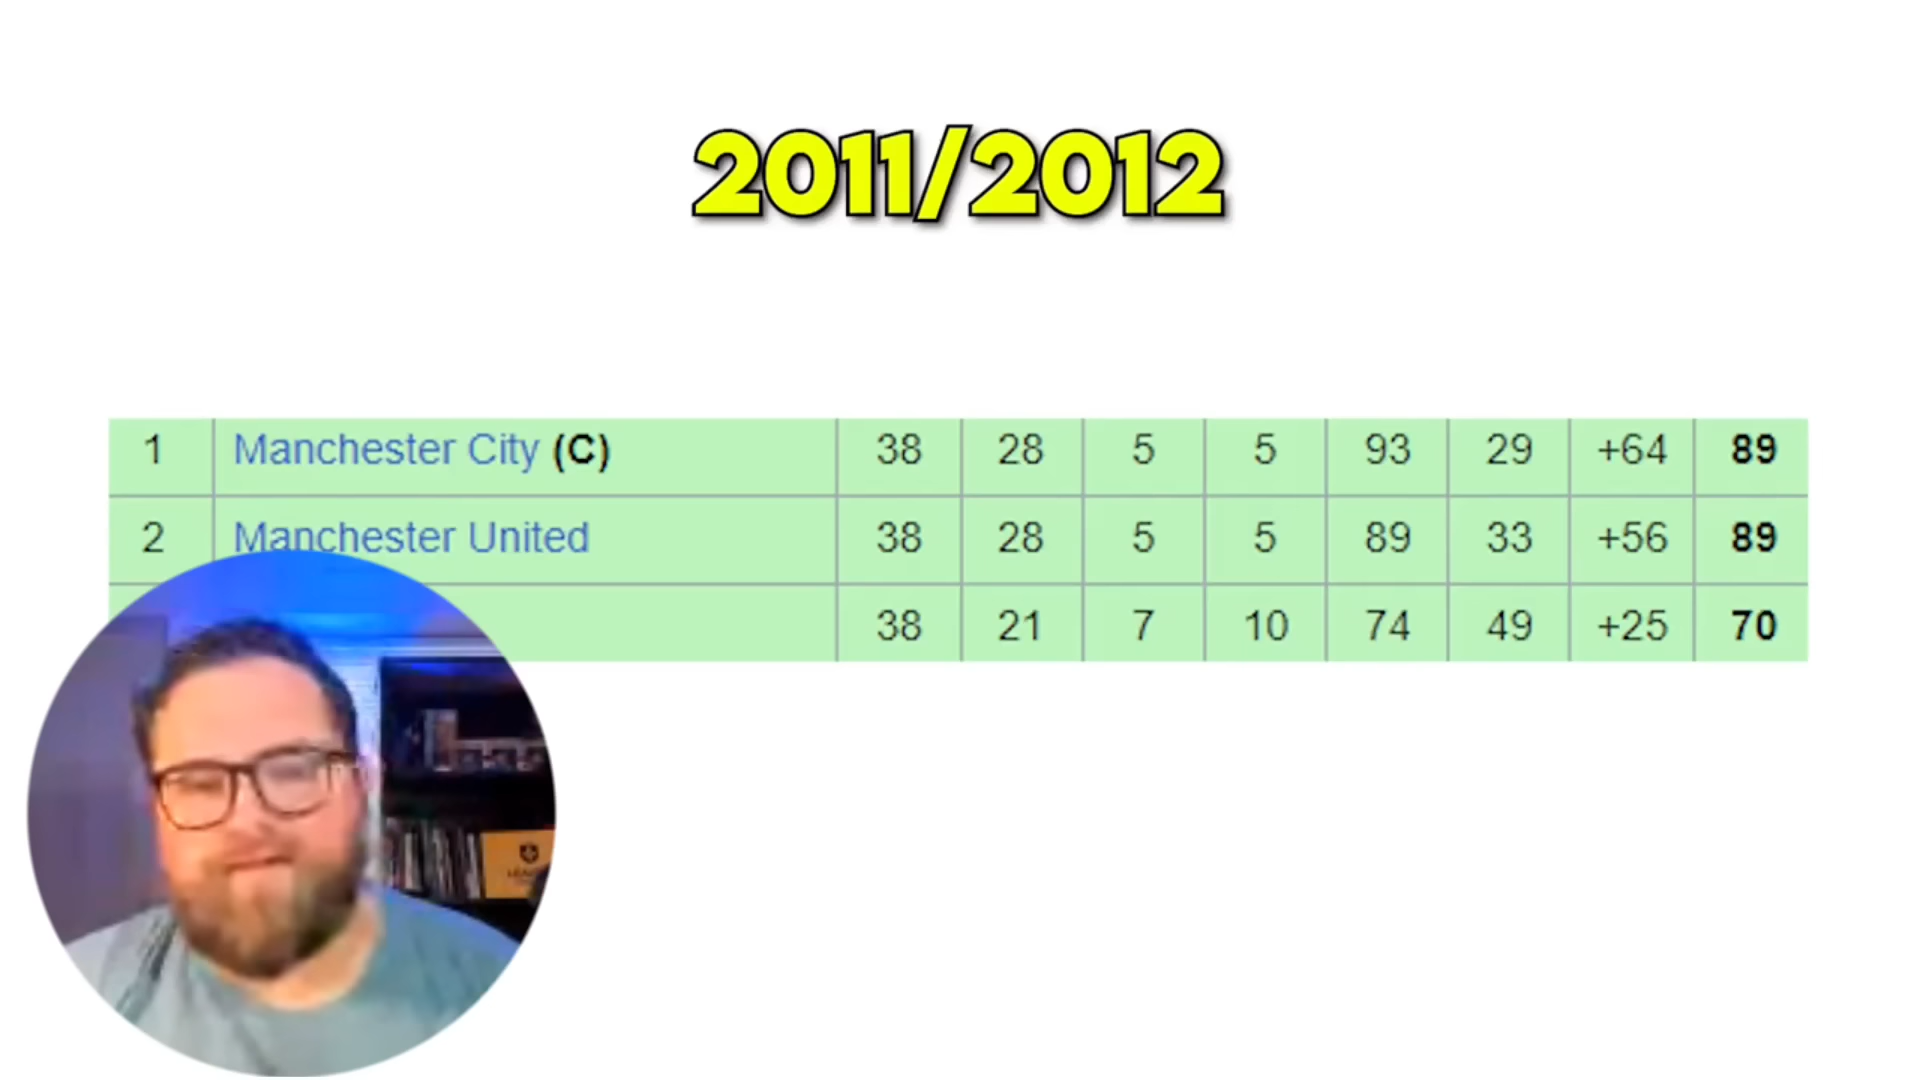 2011/2012
1 Manchester City (C) 38 28 5 5 93 29 +64 89
2 Manchester United 38 28 5 5 89 33 +56 89
38 21 7 10 74 49 +25 70